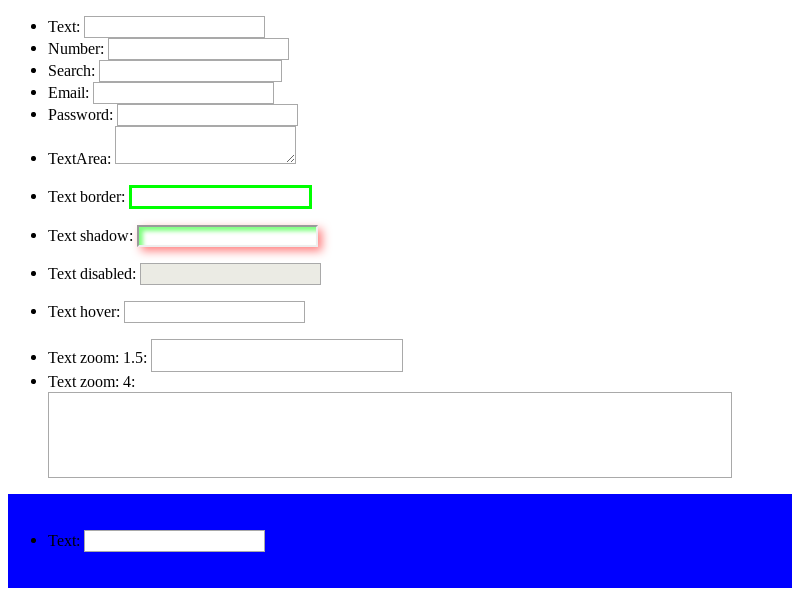 Text:
Number:
Search:
Email:
Password:
TextArea:
Text border:
Text shadow:
Text disabled:
Text hover:
Text zoom: 1.5:
Text zoom: 4:
Text: